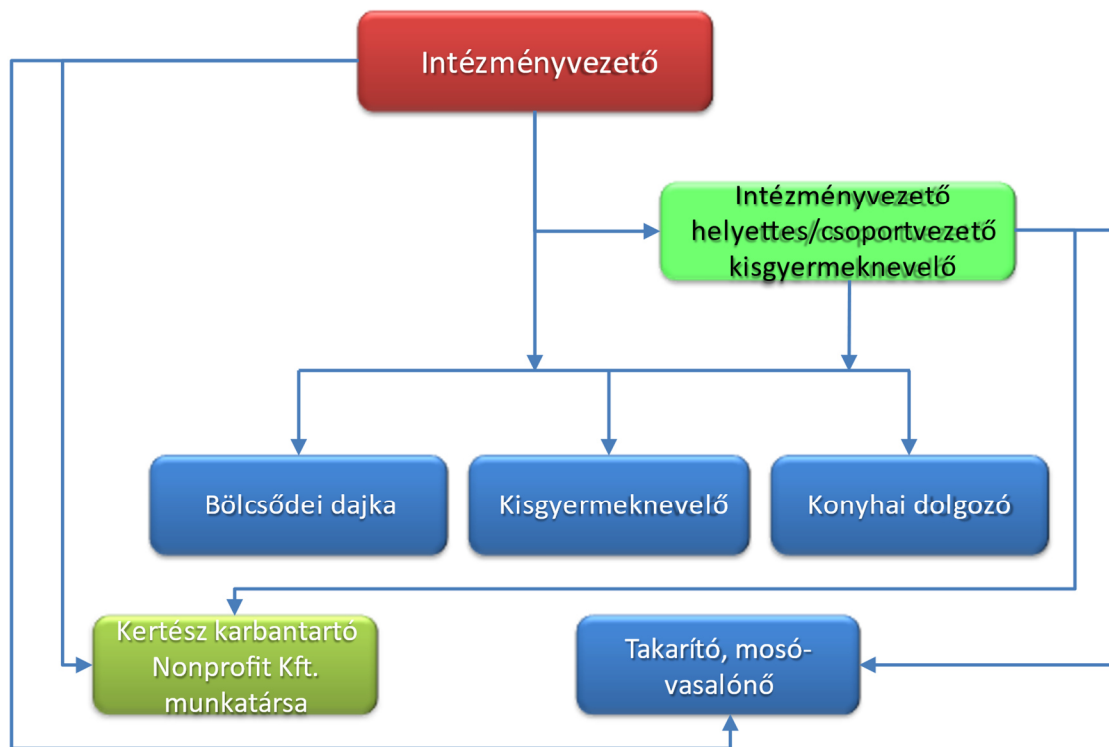 Intézményvezető
Intézményvezető
helyettes/csoportvezető
kisgyermeknevelő
Bölcsődei dajka
Kisgyermeknevelő
Konyhai dolgozó
Kertész karbantartó
Nonprofit Kft.
munkatársa
Takarító, mosó-
vasalónő